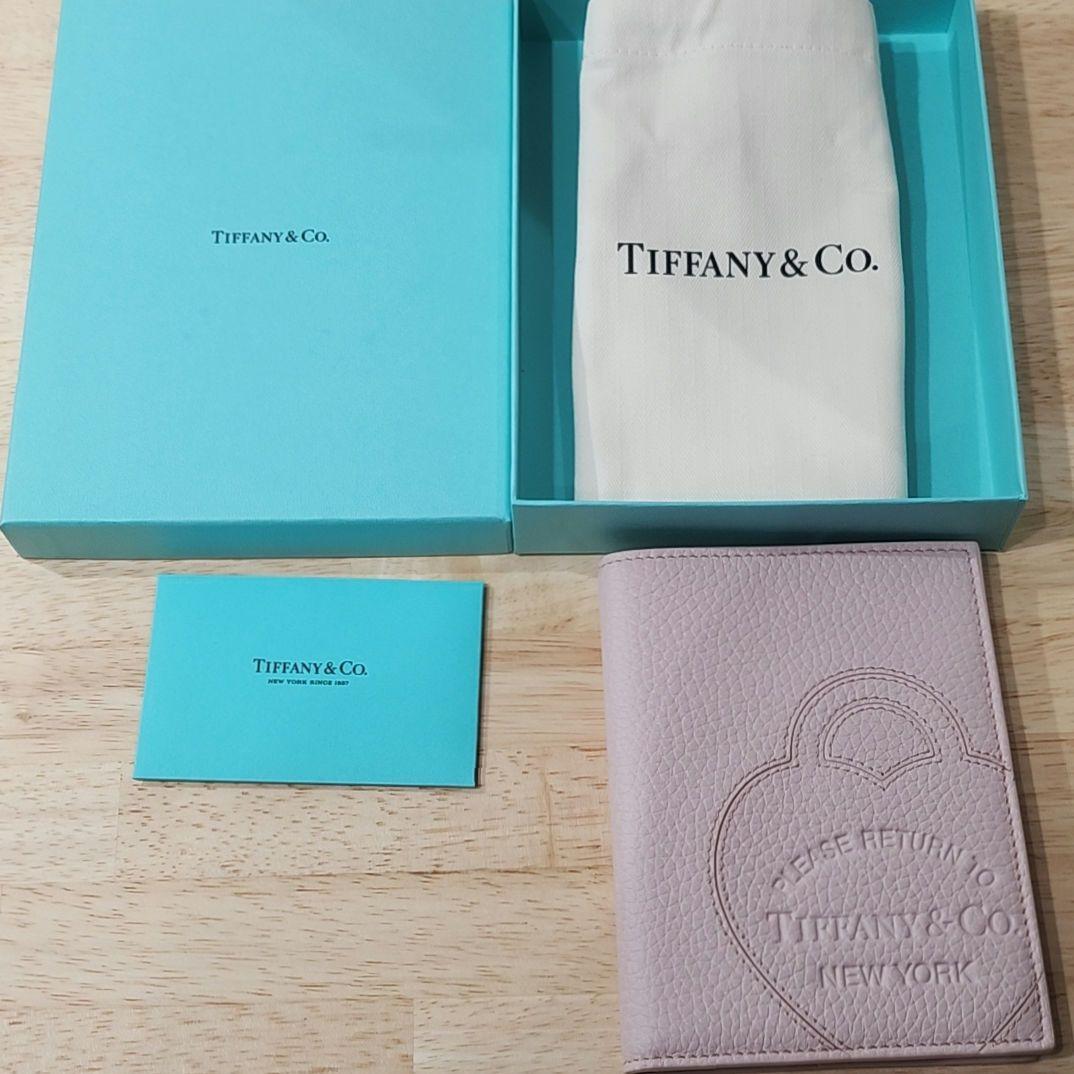 TIFFANY & CO.
TIFFANY & CO.
TIFFANY & CO.
NEW YORK SINCE 1837
PLEASE RETURN TO
TIFFANY & CO.
NEW YORK